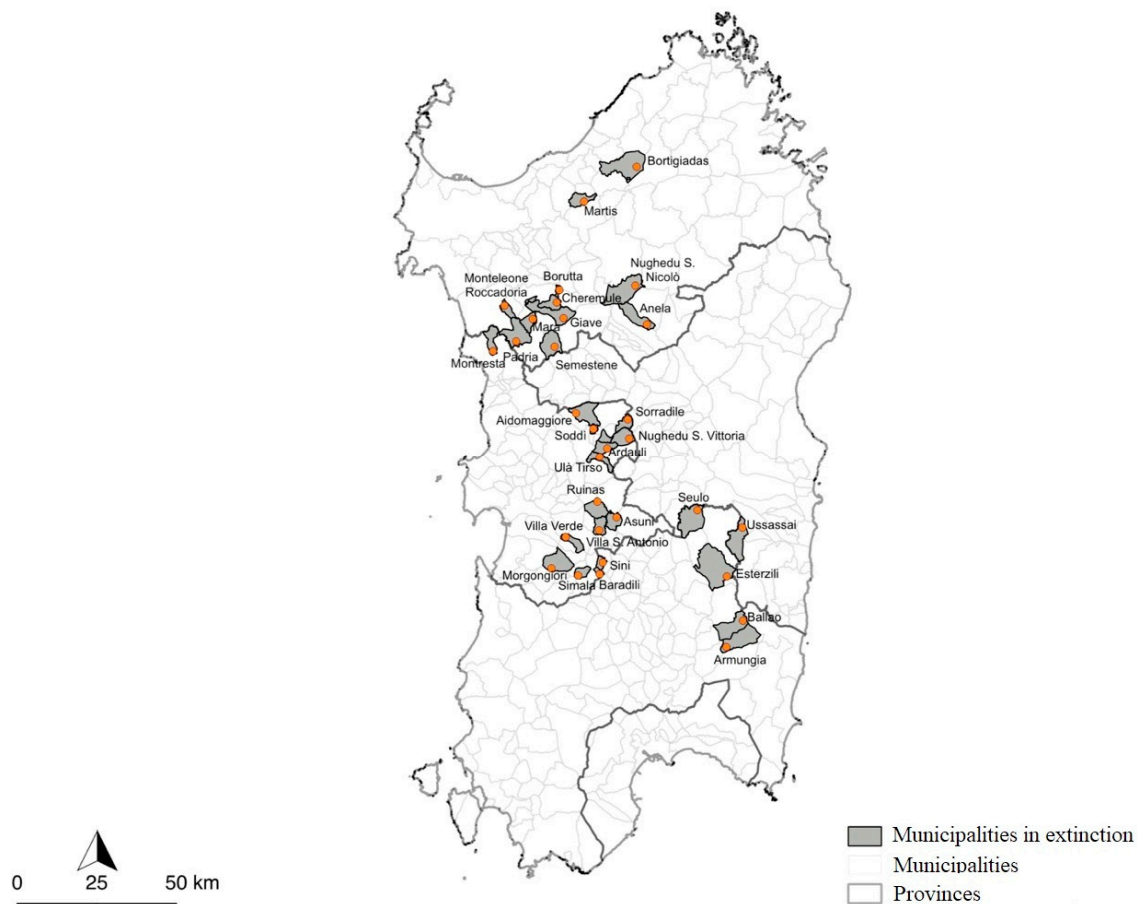 Bortigiadas
Martis
Nughedu S.
Nicolò
Monteleone
Roccadoria
Borutta
Cheremule
Anela
Giave
Mara
Padria
Montresta
Semestene
Aidomaggiore
Sorradile
Soddì
Nughedu S. Vittoria
Ardauli
Ulà Tirso
Ruinas
Seulo
Asuni
Ussassai
Villa Verde
Villa S. Antonio
Sini
Morgongiori
Simala Baradili
Esterzili
Ballao
Armungia
Municipalities in extinction
Municipalities
Provinces
0 25 50 km